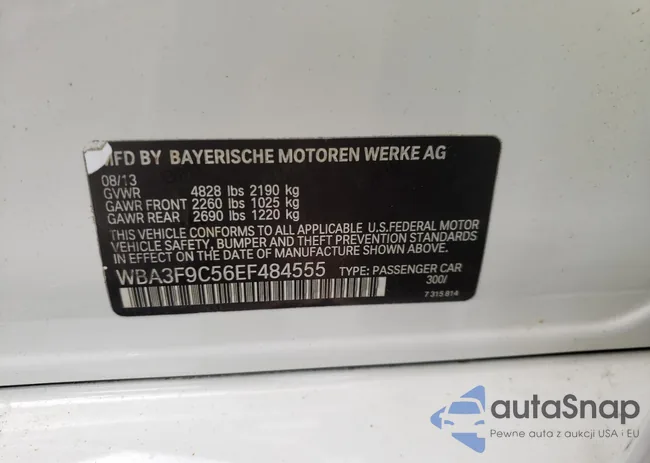 MFD BY BAYERISCHE MOTOREN WERKE AG
08/13
GVWR 4828 lbs 2190 kg
GAWR FRONT 2260 lbs 1025 kg
GAWR REAR 2690 lbs 1220 kg
THIS VEHICLE CONFORMS TO ALL APPLICABLE U.S.FEDERAL MOTOR
VEHICLE SAFETY, BUMPER AND THEFT PREVENTION STANDARDS
IN EFFECT ON THE DATE OF MANUFACTURE SHOWN ABOVE.
WBA3F9C56EF484555 TYPE: PASSENGER CAR
300/
7315814
autaSnap
Pewne auta z aukcji USA i EU